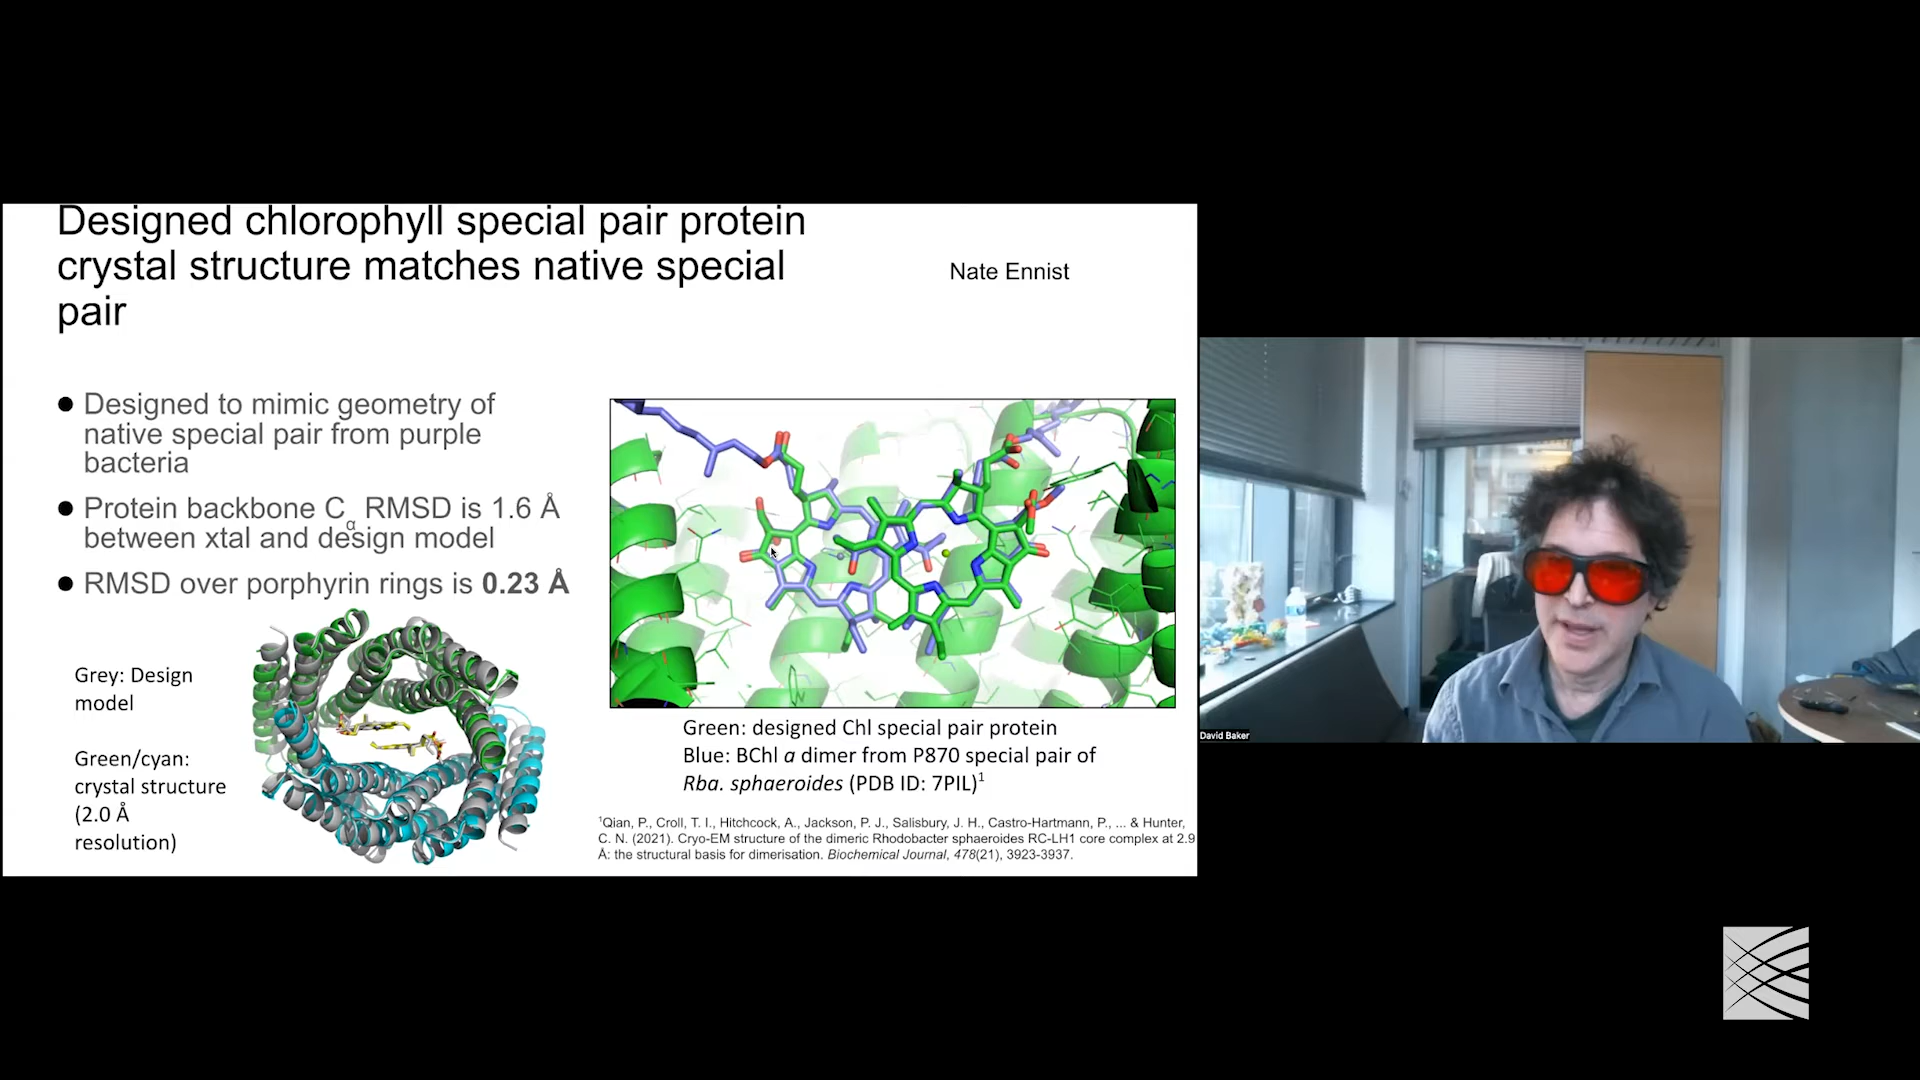 Designed chlorophyll special pair protein
crystal structure matches native special
pair
Nate Ennist
● Designed to mimic geometry of
native special pair from purple
bacteria
● Protein backbone Cα RMSD is 1.6 Å
between xtal and design model
● RMSD over porphyrin rings is 0.23 Å
Grey: Design
model
Green/cyan:
crystal structure
(2.0 Å
resolution)
Green: designed Chl special pair protein
Blue: BChl a dimer from P870 special pair of
Rba. sphaeroides (PDB ID: 7PIL)¹
¹Qian, P., Croll, T. I., Hitchcock, A., Jackson, P. J., Salisbury, J. H., Castro-Hartmann, P., ... & Hunter,
C. N. (2021). Cryo-EM structure of the dimeric Rhodobacter sphaeroides RC-LH1 core complex at 2.9
Å: the structural basis for dimerisation. Biochemical Journal, 478(21), 3923-3937.
David Baker